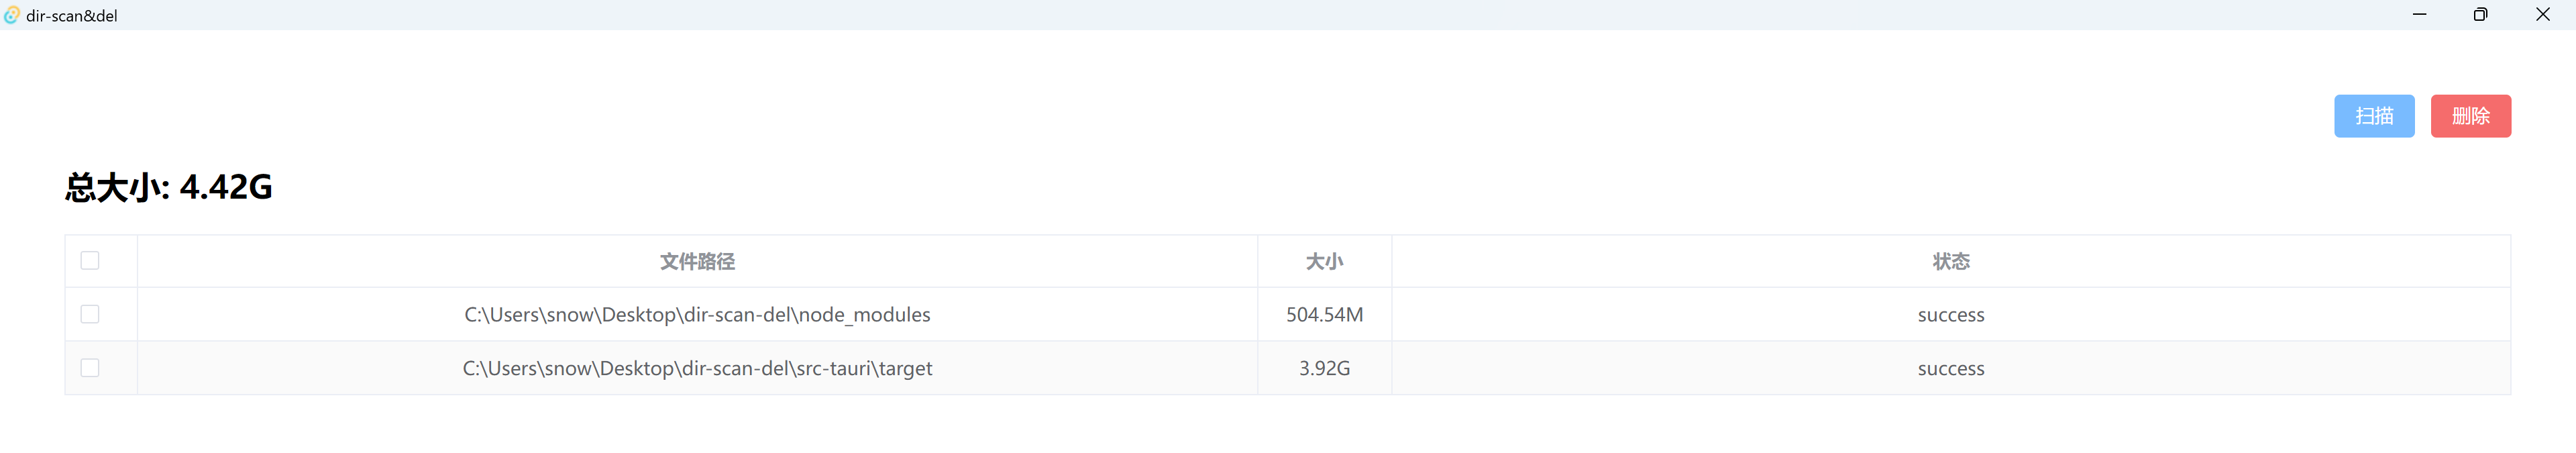 dir-scan&del
扫描 删除
总大小: 4.42G
文件路径 大小 状态
C:\Users\snow\Desktop\dir-scan-del\node_modules 504.54M success
C:\Users\snow\Desktop\dir-scan-del\src-tauri\target 3.92G success